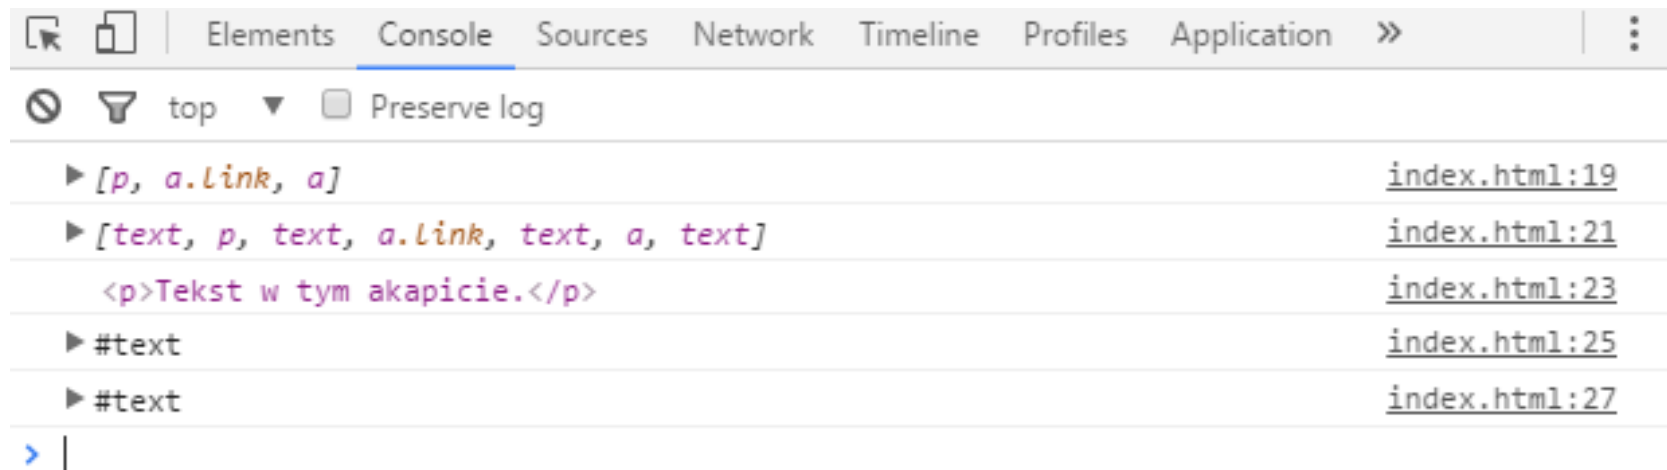 Elements Console Sources Network Timeline Profiles Application »
top ▼ Preserve log
[p, a.link, a] index.html:19
[text, p, text, a.link, text, a, text] index.html:21
<p>Tekst w tym akapicie.</p> index.html:23
#text index.html:25
#text index.html:27
>